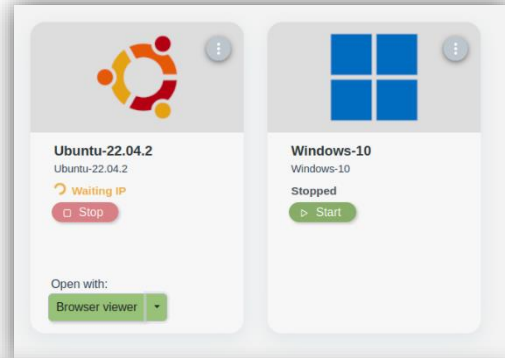 Ubuntu-22.04.2
Ubuntu-22.04.2
Waiting IP
Stop
Open with:
Browser viewer
Windows-10
Windows-10
Stopped
Start